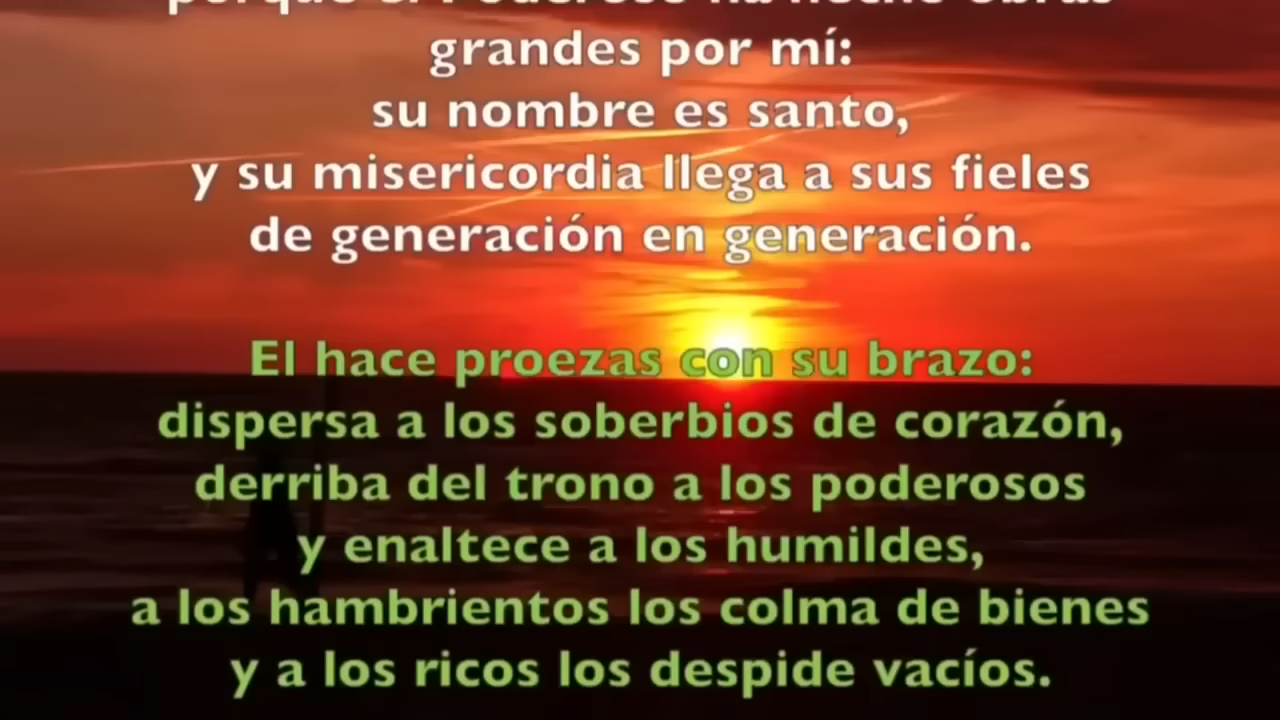 porque el Poderoso ha hecho obras
grandes por mí:
su nombre es santo,
y su misericordia llega a sus fieles
de generación en generación.
El hace proezas con su brazo:
dispersa a los soberbios de corazón,
derriba del trono a los poderosos
y enaltece a los humildes,
a los hambrientos los colma de bienes
y a los ricos los despide vacíos.